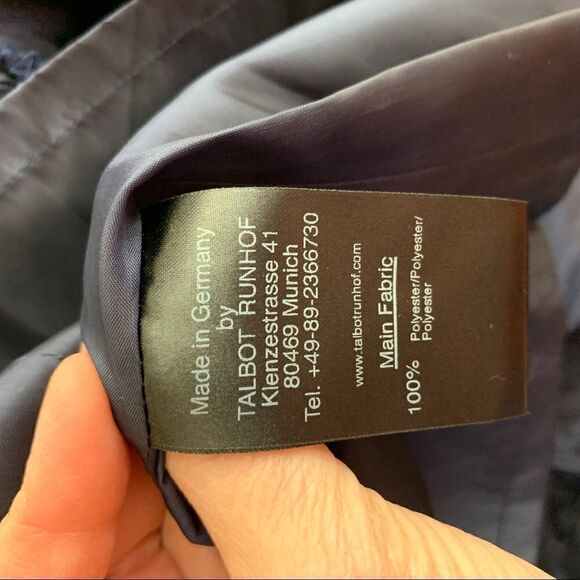 Made in Germany
by
TALBOT RUNHOF
Klenzestrasse 41
80469 Munich
Tel. +49-89-2366730
www.talbotrunhof.com
Main Fabric
100% Polyester/Polyester/
Polyester